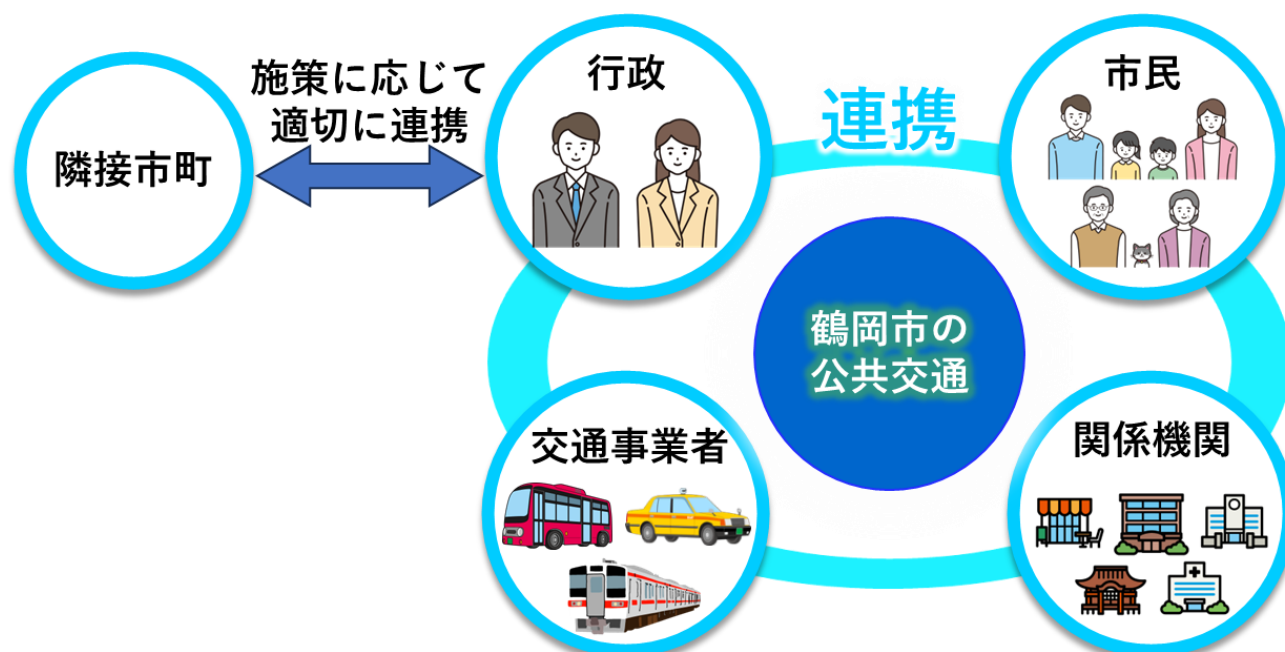 隣接市町
施策に応じて
適切に連携
行政
連携
市民
鶴岡市の
公共交通
交通事業者
関係機関